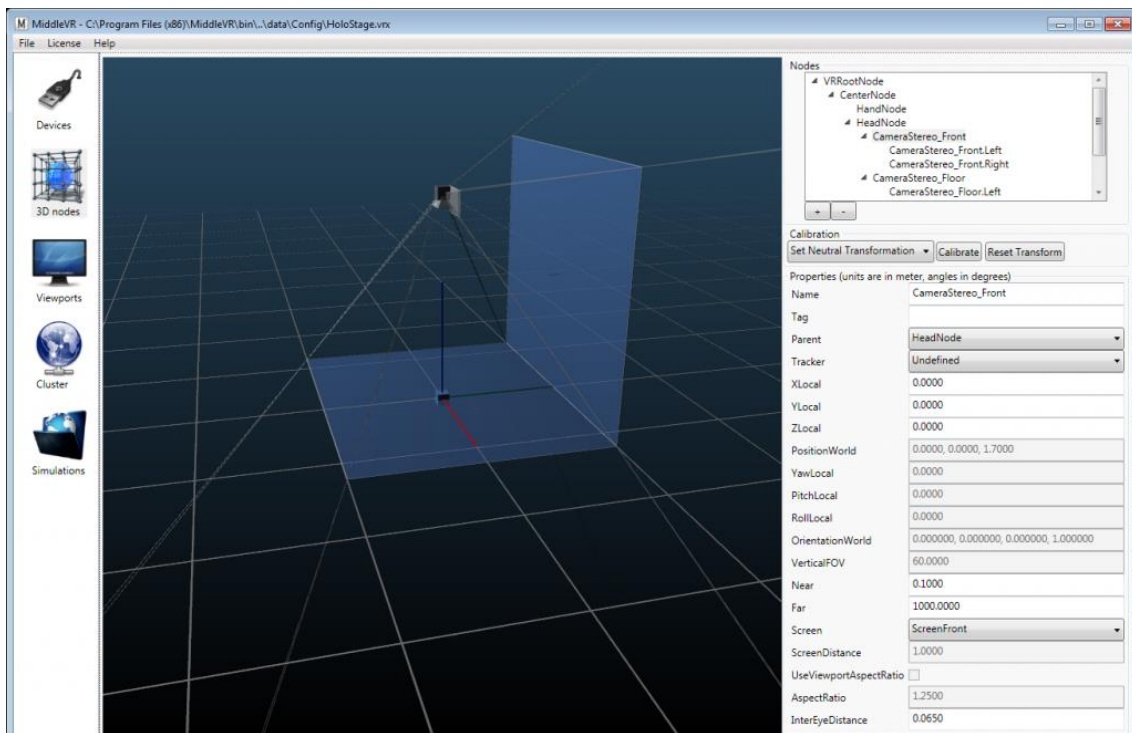 MiddleVR - C:\Program Files (x86)\MiddleVR\bin\..\data\Config\HoloStage.vrx
File License Help
Devices
3D nodes
Viewports
Cluster
Simulations
Nodes
VRRootNode
CenterNode
HandNode
HeadNode
CameraStereo_Front
CameraStereo_Front.Left
CameraStereo_Front.Right
CameraStereo_Floor
CameraStereo_Floor.Left
+ -
Calibration
Set Neutral Transformation Calibrate Reset Transform
Properties (units are in meter, angles in degrees)
Name CameraStereo_Front
Tag
Parent HeadNode
Tracker Undefined
XLocal 0.0000
YLocal 0.0000
ZLocal 0.0000
PositionWorld 0.0000, 0.0000, 1.7000
YawLocal 0.0000
PitchLocal 0.0000
RollLocal 0.0000
OrientationWorld 0.000000, 0.000000, 0.000000, 1.000000
VerticalFOV 60.0000
Near 0.1000
Far 1000.0000
Screen ScreenFront
ScreenDistance 1.0000
UseViewportAspectRatio
AspectRatio 1.2500
InterEyeDistance 0.0650